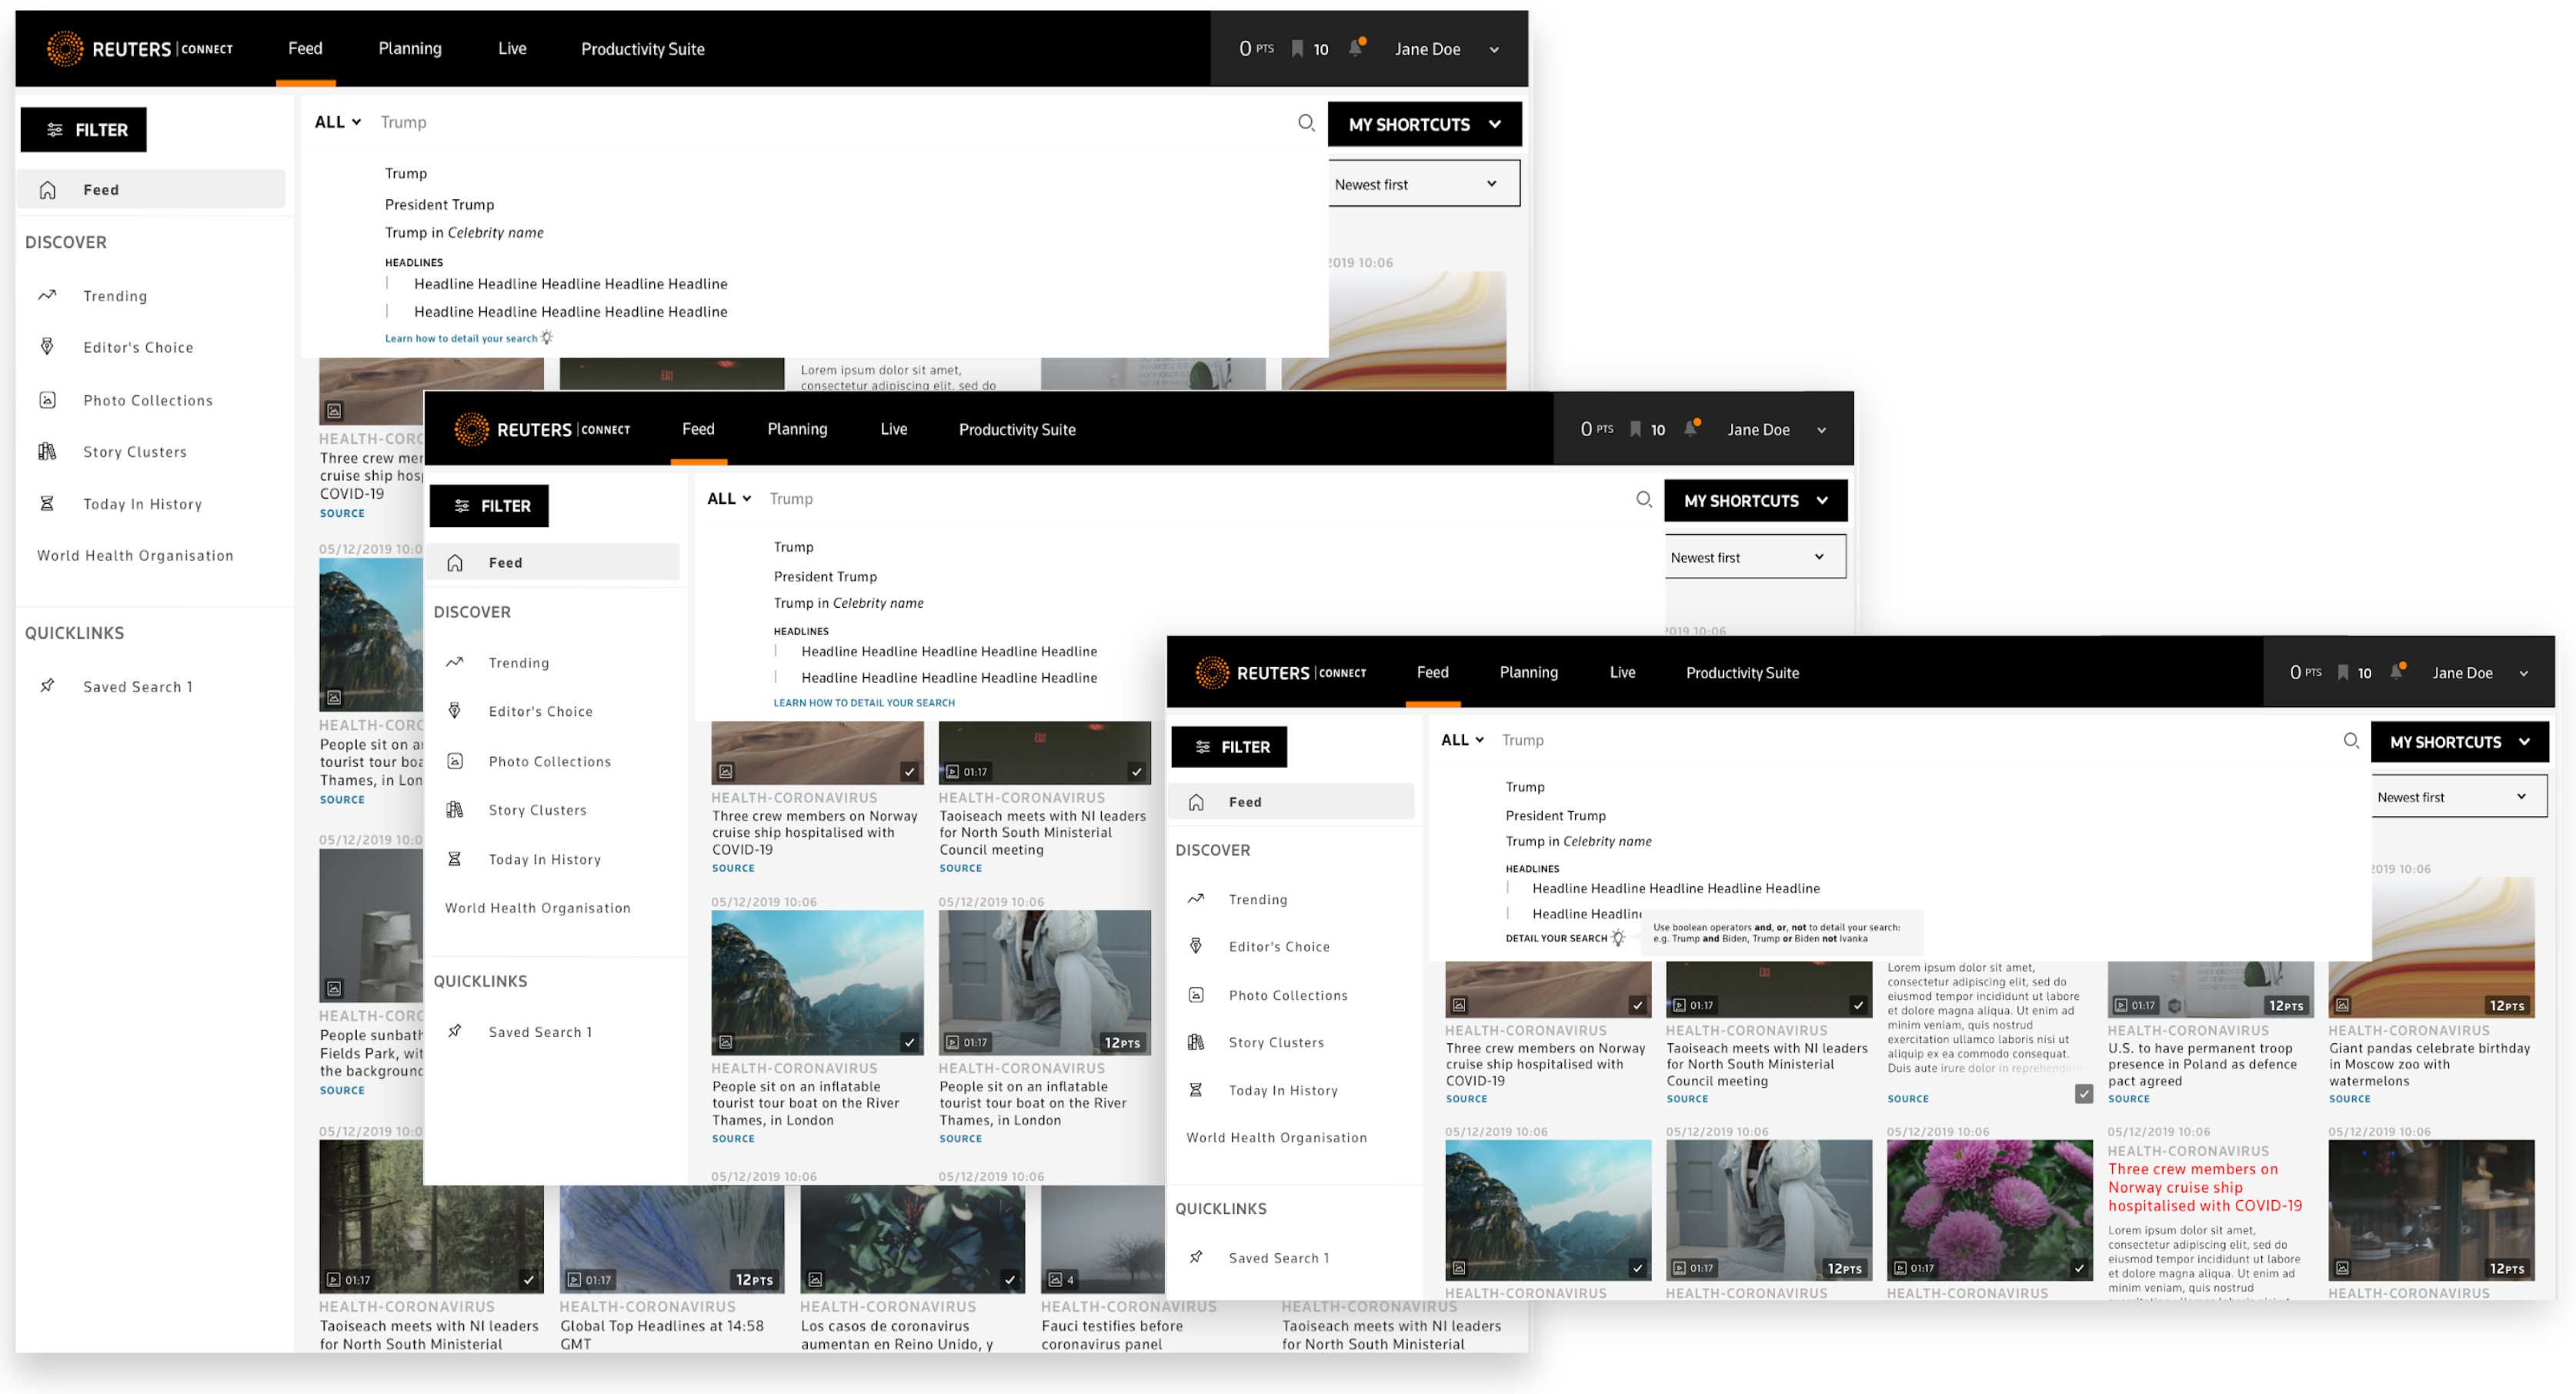 REUTERS CONNECT
Feed
Planning
Live
Productivity Suite
0 PTS
10
Jane Doe
FILTER
ALL
Trump
MY SHORTCUTS
Feed
Trump
President Trump
Trump in Celebrity name
HEADLINES
Headline Headline Headline Headline Headline
Headline Headline Headline Headline Headline
Learn how to detail your search
Newest first
2019 10:06
DISCOVER
Trending
Editor's Choice
Photo Collections
Story Clusters
Today In History
World Health Organisation
QUICKLINKS
Saved Search 1
EXIT
Lorem ipsum dolor sit amet,
consectetur adipiscing elit, sed do
HEALTH-CORO
Three crew mem
cruise ship hosp
COVID-19
SOURCE
05/12/2019 10:0
HEALTH-CORO
People sit on an
tourist tour boa
Thames, in Lon
SOURCE
05/12/2019 10:0
HEALTH-CORO
People sunbath
Fields Park, wit
the background
SOURCE
05/12/2019 10:0
01:17
HEALTH-CORONAVIRUS
Taoiseach meets with NI leaders
for North South Ministerial
01:17
12PTS
HEALTH-CORONAVIRUS
Global Top Headlines at 14:58
GMT
HEALTH-CORONAVIRUS
Los casos de coronavirus
aumentan en Reino Unido, y
4
HEALTH-CORONAVIRUS
Fauci testifies before
coronavirus panel
HEALTH-CORONAVIRUS
Taoiseach meets with NI leaders
for North South Ministerial
REUTERS CONNECT
Feed
Planning
Live
Productivity Suite
0 PTS
10
Jane Doe
FILTER
ALL
Trump
MY SHORTCUTS
Feed
Trump
President Trump
Trump in Celebrity name
HEADLINES
Headline Headline Headline Headline Headline
Headline Headline Headline Headline Headline
LEARN HOW TO DETAIL YOUR SEARCH
Newest first
2019 10:06
DISCOVER
Trending
Editor's Choice
Photo Collections
Story Clusters
Today In History
World Health Organisation
QUICKLINKS
Saved Search 1
HEALTH-CORONAVIRUS
Three crew members on Norway
cruise ship hospitalised with
COVID-19
SOURCE
EXIT
01:17
HEALTH-CORONAVIRUS
Taoiseach meets with NI leaders
for North South Ministerial
Council meeting
SOURCE
05/12/2019 10:06
HEALTH-CORONAVIRUS
People sit on an inflatable
tourist tour boat on the River
Thames, in London
SOURCE
05/12/2019 10:06
01:17
12PTS
HEALTH-CORONAVIRUS
People sit on an inflatable
tourist tour boat on the River
Thames, in London
SOURCE
05/12/2019 10:06
05/12/2019 10:06
REUTERS CONNECT
Feed
Planning
Live
Productivity Suite
0 PTS
10
Jane Doe
FILTER
ALL
Trump
MY SHORTCUTS
Feed
Trump
President Trump
Trump in Celebrity name
HEADLINES
Headline Headline Headline Headline Headline
Headline Headline
DETAIL YOUR SEARCH
Use boolean operators and, or, not to detail your search:
e.g. Trump and Biden, Trump or Biden not Ivanka
Newest first
2019 10:06
DISCOVER
Trending
Editor's Choice
Photo Collections
Story Clusters
Today In History
World Health Organisation
QUICKLINKS
Saved Search 1
HEALTH-CORONAVIRUS
Three crew members on Norway
cruise ship hospitalised with
COVID-19
SOURCE
EXIT
01:17
HEALTH-CORONAVIRUS
Taoiseach meets with NI leaders
for North South Ministerial
Council meeting
SOURCE
Lorem ipsum dolor sit amet,
consectetur adipiscing elit, sed do
eiusmod tempor incididunt ut labore
et dolore magna aliqua. Ut enim ad
minim veniam, quis nostrud
exercitation ullamco laboris nisi ut
aliquip ex ea commodo consequat.
Duis aute irure dolor in reprehenderit
SOURCE
01:17
12PTS
HEALTH-CORONAVIRUS
U.S. to have permanent troop
presence in Poland as defence
pact agreed
SOURCE
12PTS
HEALTH-CORONAVIRUS
Giant pandas celebrate birthday
in Moscow zoo with
watermelons
SOURCE
05/12/2019 10:06
HEALTH-CORONAVIRUS
05/12/2019 10:06
01:17
12PTS
HEALTH-CORONAVIRUS
05/12/2019 10:06
01:17
HEALTH-CORONAVIRUS
05/12/2019 10:06
HEALTH-CORONAVIRUS
Three crew members on
Norway cruise ship
hospitalised with COVID-19
Lorem ipsum dolor sit amet,
consectetur adipiscing elit, sed do
eiusmod tempor incididunt ut labore
et dolore magna aliqua. Ut enim ad
minim veniam, quis nostrud
05/12/2019 10:06
12PTS
HEALTH-CORONAVIRUS